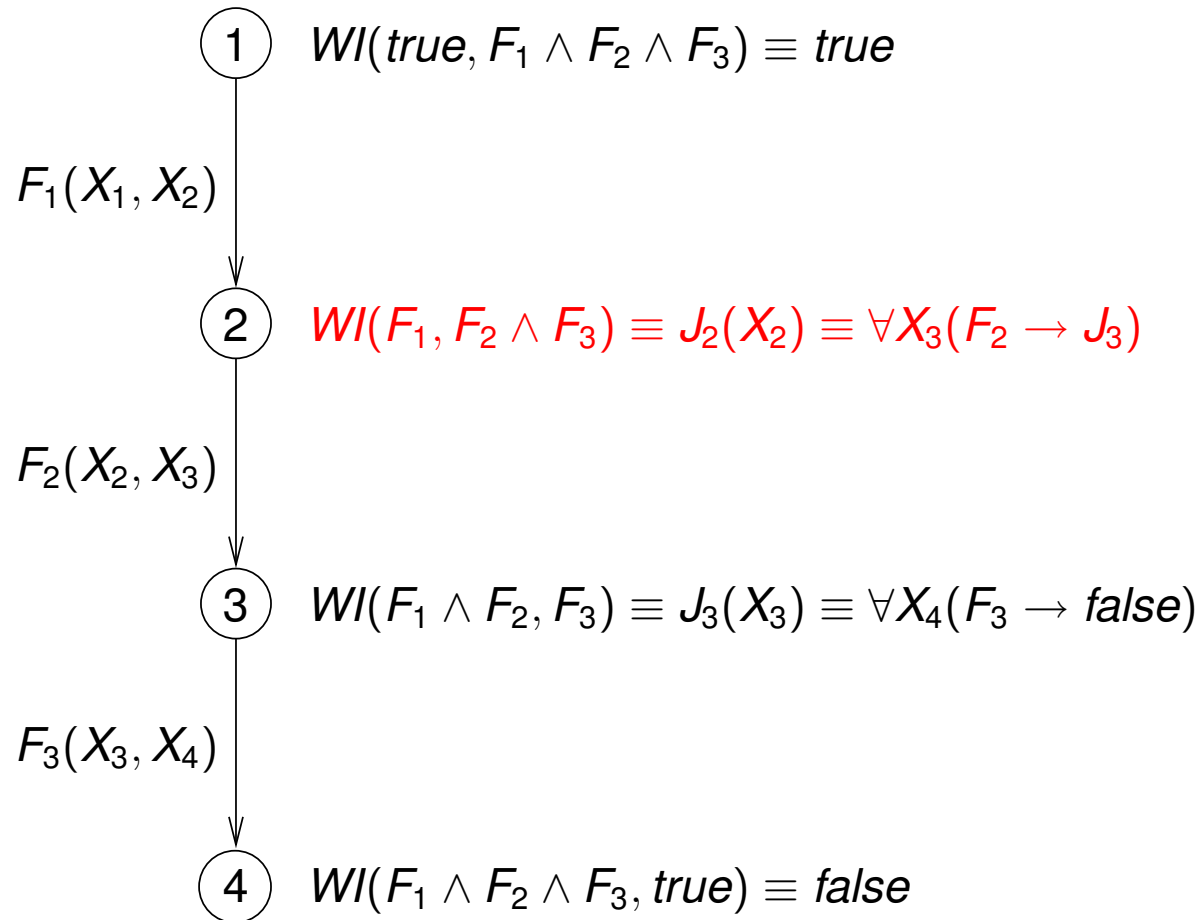 1 WI(true, F₁ ∧ F₂ ∧ F₃) ≡ true
F₁(X₁, X₂)
2 WI(F₁, F₂ ∧ F₃) ≡ J₂(X₂) ≡ ∀X₃(F₂ → J₃)
F₂(X₂, X₃)
3 WI(F₁ ∧ F₂, F₃) ≡ J₃(X₃) ≡ ∀X₄(F₃ → false)
F₃(X₃, X₄)
4 WI(F₁ ∧ F₂ ∧ F₃, true) ≡ false